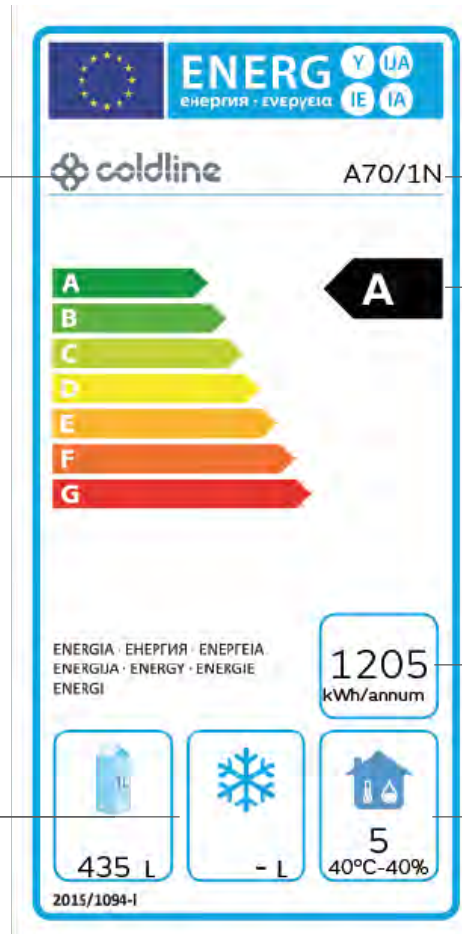 ENERG Y IJA
енергия · ενεργεια IE IA
coldline A70/1N
A
A
B
C
D
E
F
G
ENERGIA · ЕНЕРГИЯ · ΕΝΕΡΓΕΙΑ
ENERGIJA · ENERGY · ENERGIE
ENERGI
1205
kWh/annum
1L
435 L
- L
5
40°C-40%
2015/1094-i